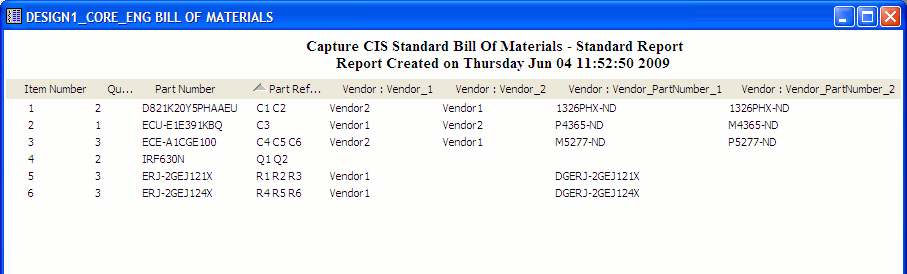 DESIGN1_CORE_ENG BILL OF MATERIALS
Capture CIS Standard Bill Of Materials - Standard Report
Report Created on Thursday Jun 04 11:52:50 2009
Item Number Qu... Part Number Part Ref... Vendor : Vendor_1 Vendor : Vendor_2 Vendor : Vendor_PartNumber_1 Vendor : Vendor_PartNumber_2
1 2 D821K20Y5PHAAEU C1 C2 Vendor2 Vendor1 1326PHX-ND 1326PHX-ND
2 1 ECU-E1E391KBQ C3 Vendor1 Vendor2 P4365-ND M4365-ND
3 3 ECE-A1CGE100 C4 C5 C6 Vendor2 Vendor1 M5277-ND P5277-ND
4 2 IRF630N Q1 Q2
5 3 ERJ-2GEJ121X R1 R2 R3 Vendor1 DGERJ-2GEJ121X
6 3 ERJ-2GEJ124X R4 R5 R6 Vendor1 DGERJ-2GEJ124X